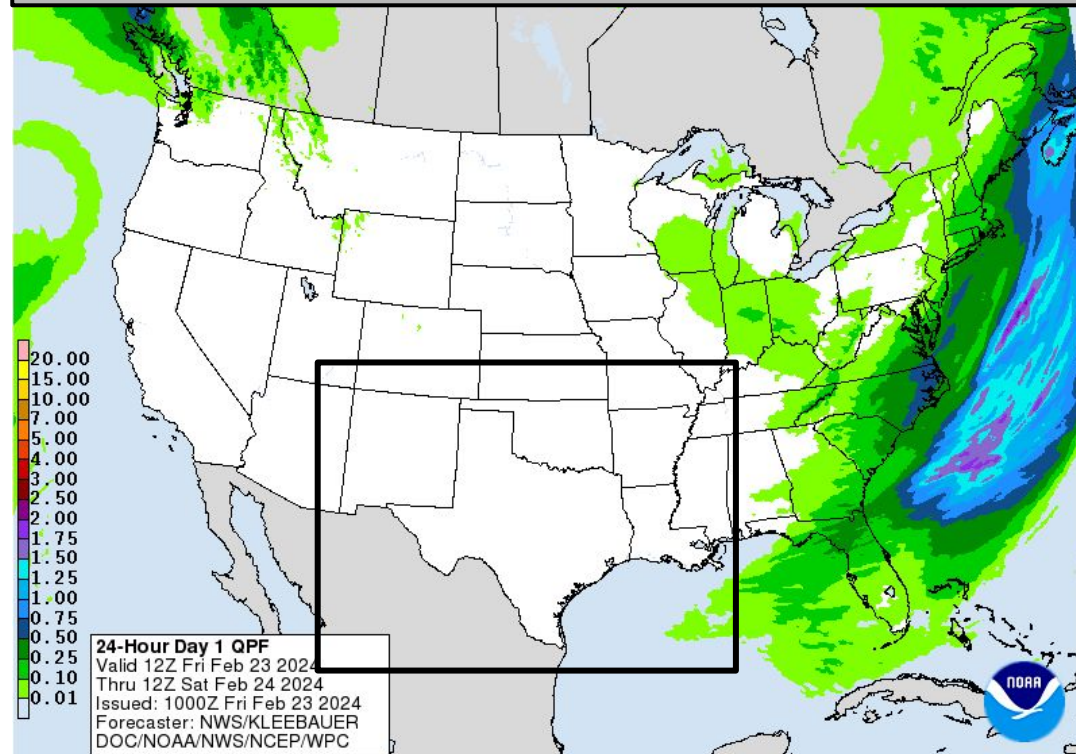 20.00
15.00
10.00
7.00
5.00
4.00
3.00
2.50
2.00
1.75
1.50
1.25
1.00
0.75
0.50
0.25
0.10
0.01
24-Hour Day 1 QPF
Valid 12Z Fri Feb 23 2024
Thru 12Z Sat Feb 24 2024
Issued: 1000Z Fri Feb 23 2024
Forecaster: NWS/KLEEBAUER
DOC/NOAA/NWS/NCEP/WPC
NOAA